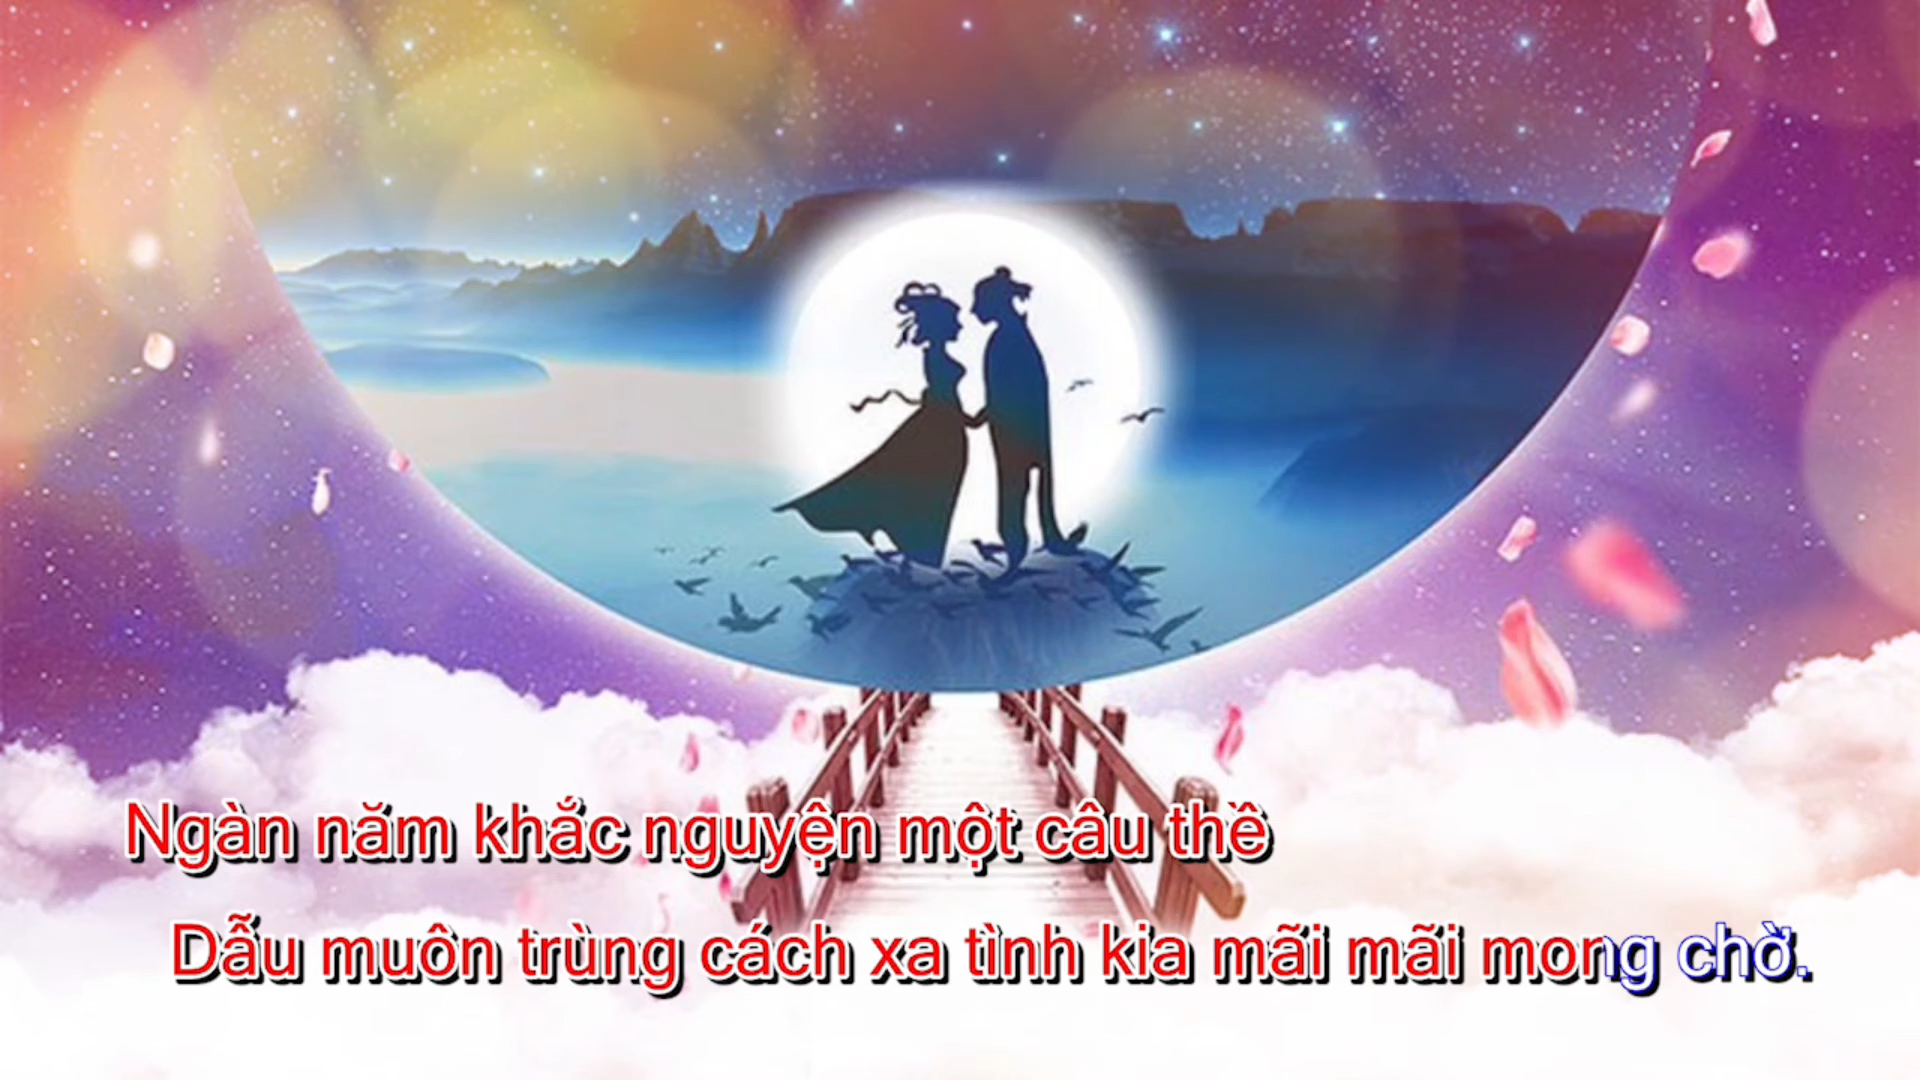 Ngàn năm khắc nguyện một câu thề
Dẫu muôn trùng cách xa tình kia mãi mãi mong chờ.